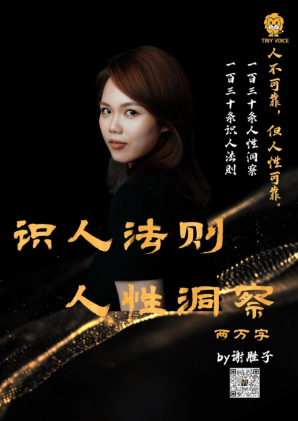 TINY VOICE
人不可靠，但人性可靠。
一百三十条人性洞察
一百三十条识人法则
识人法则
人性洞察
两万字
by谢胜子